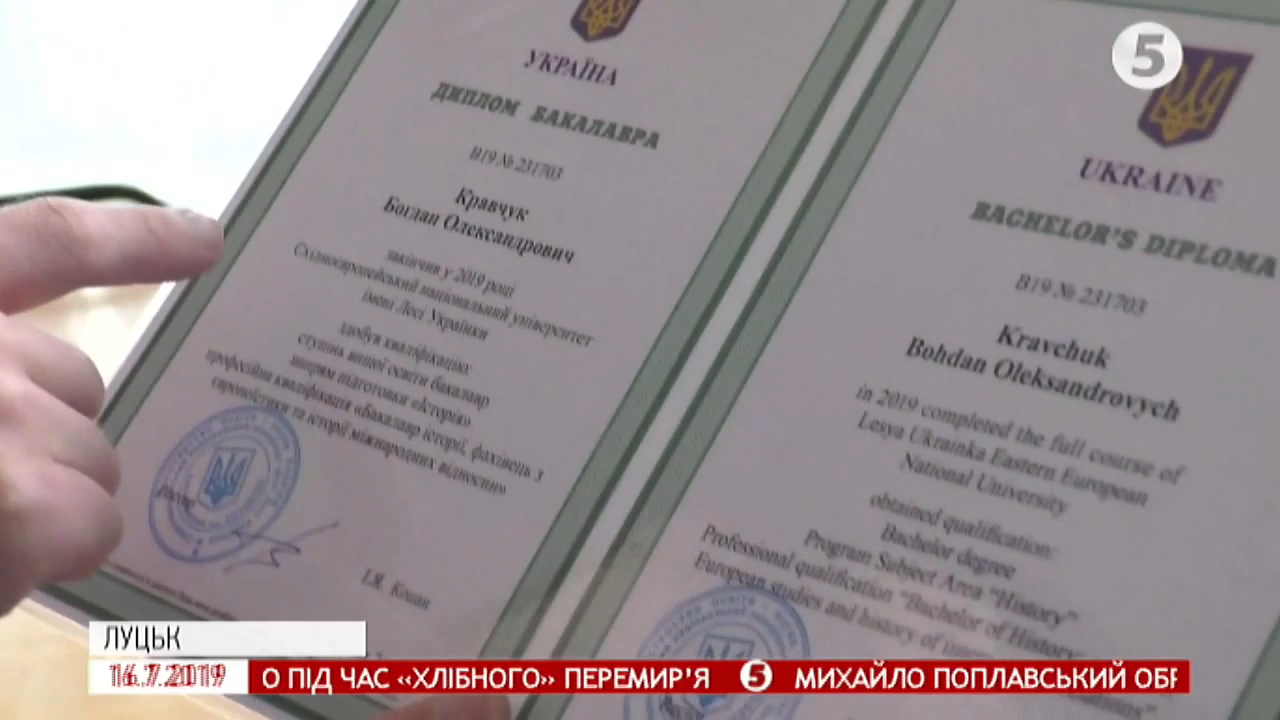 УКРАЇНА
ДИПЛОМ БАКАЛАВРА
В19 № 231703
Кравчук
Богдан Олександрович
закінчив у 2019 році
Східноєвропейський національний університет
імені Лесі Українки
здобув кваліфікацію:
ступінь вищої освіти бакалавр
напрям підготовки «Історія»
професійна кваліфікація «Бакалавр історії, фахівець з
європеїстики та історії міжнародних відносин»
І.Я. Коцан
5
UKRAINE
BACHELOR'S DIPLOMA
B19 № 231703
Kravchuk
Bohdan Oleksandrovych
in 2019 completed the full course of
Lesya Ukrainka Eastern European
National University
obtained qualification:
Bachelor degree
Program Subject Area "History"
Professional qualification "Bachelor of History,
European studies and history of
ЛУЦЬК
16.7.2019
О ПІД ЧАС «ХЛІБНОГО» ПЕРЕМИР'Я 5 МИХАЙЛО ПОПЛАВСЬКИЙ ОБР